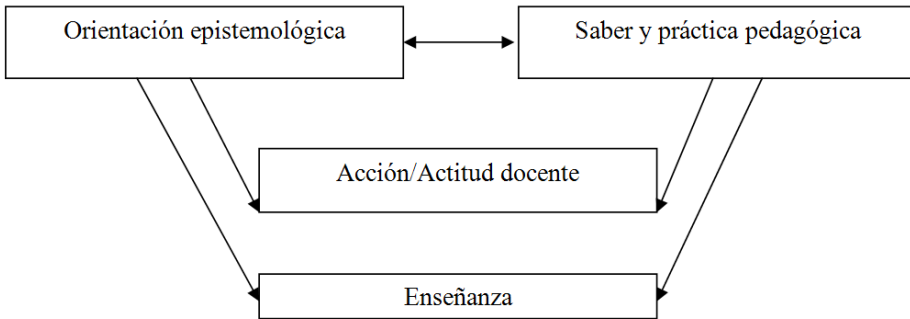 Orientación epistemológica
Saber y práctica pedagógica
Acción/Actitud docente
Enseñanza